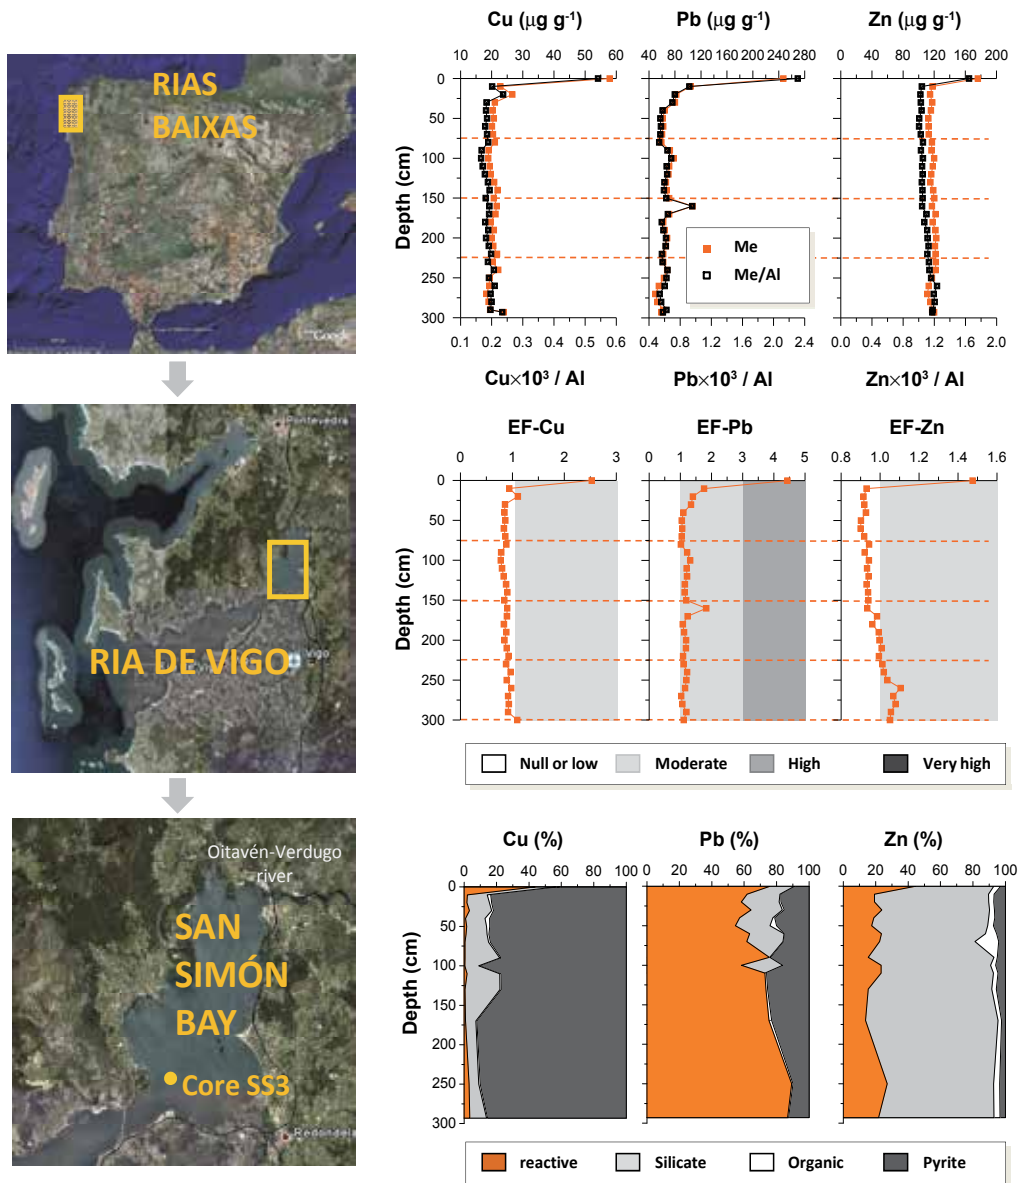 RIAS
BAIXAS
Google
Pontevedra
RIA DE VIGO
Vigo
Oitavén-Verdugo
river
SAN
SIMÓN
BAY
Core SS3
Redondela
Cu (µg g⁻¹)
Pb (µg g⁻¹)
Zn (µg g⁻¹)
10 20 30 40 50 60
40 80 120 160 200 240 280
0 40 80 120 160 200
Depth (cm)
0
50
100
150
200
250
300
Me
Me/Al
0.1 0.2 0.3 0.4 0.5 0.6
0.4 0.8 1.2 1.6 2.0 2.4 2.8
0.0 0.4 0.8 1.2 1.6 2.0
Cu×10³ / Al
Pb×10³ / Al
Zn×10³ / Al
EF-Cu
EF-Pb
EF-Zn
0 1 2 3
0 1 2 3 4 5
0.8 1.0 1.2 1.4 1.6
Depth (cm)
0
50
100
150
200
250
300
Null or low
Moderate
High
Very high
Cu (%)
Pb (%)
Zn (%)
0 20 40 60 80 100
0 20 40 60 80 100
0 20 40 60 80 100
Depth (cm)
0
50
100
150
200
250
300
reactive
Silicate
Organic
Pyrite